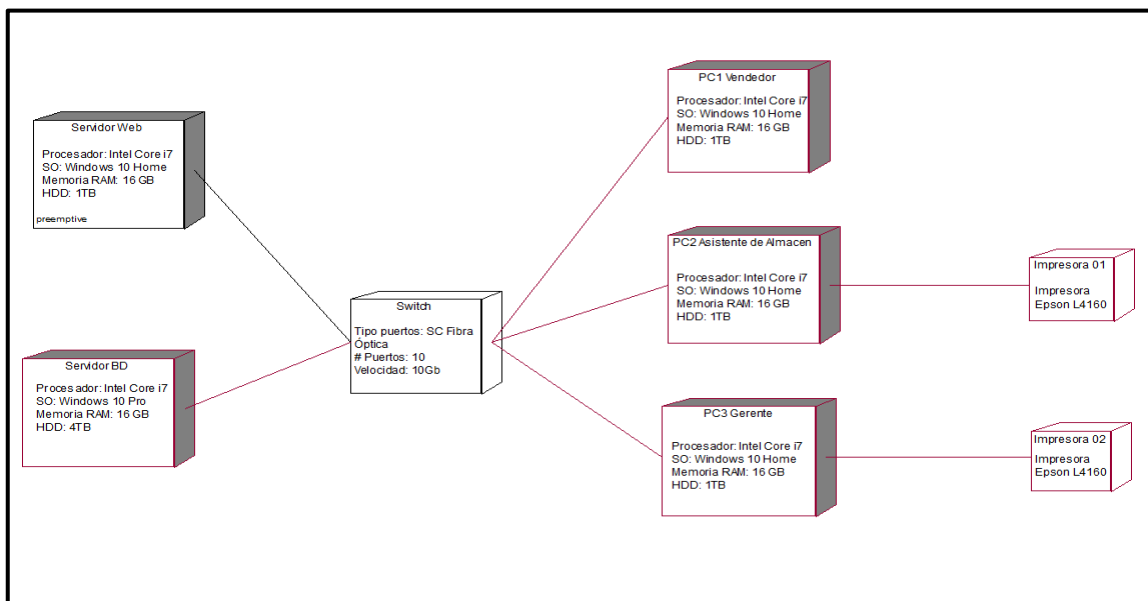 Servidor Web
Procesador: Intel Core i7
SO: Windows 10 Home
Memoria RAM: 16 GB
HDD: 1TB
preemptive
Servidor BD
Procesador: Intel Core i7
SO: Windows 10 Pro
Memoria RAM: 16 GB
HDD: 4TB
Switch
Tipo puertos: SC Fibra
Óptica
# Puertos: 10
Velocidad: 10Gb
PC1 Vendedor
Procesador: Intel Core i7
SO: Windows 10 Home
Memoria RAM: 16 GB
HDD: 1TB
PC2 Asistente de Almacen
Procesador: Intel Core i7
SO: Windows 10 Home
Memoria RAM: 16 GB
HDD: 1TB
PC3 Gerente
Procesador: Intel Core i7
SO: Windows 10 Home
Memoria RAM: 16 GB
HDD: 1TB
Impresora 01
Impresora
Epson L4160
Impresora 02
Impresora
Epson L4160